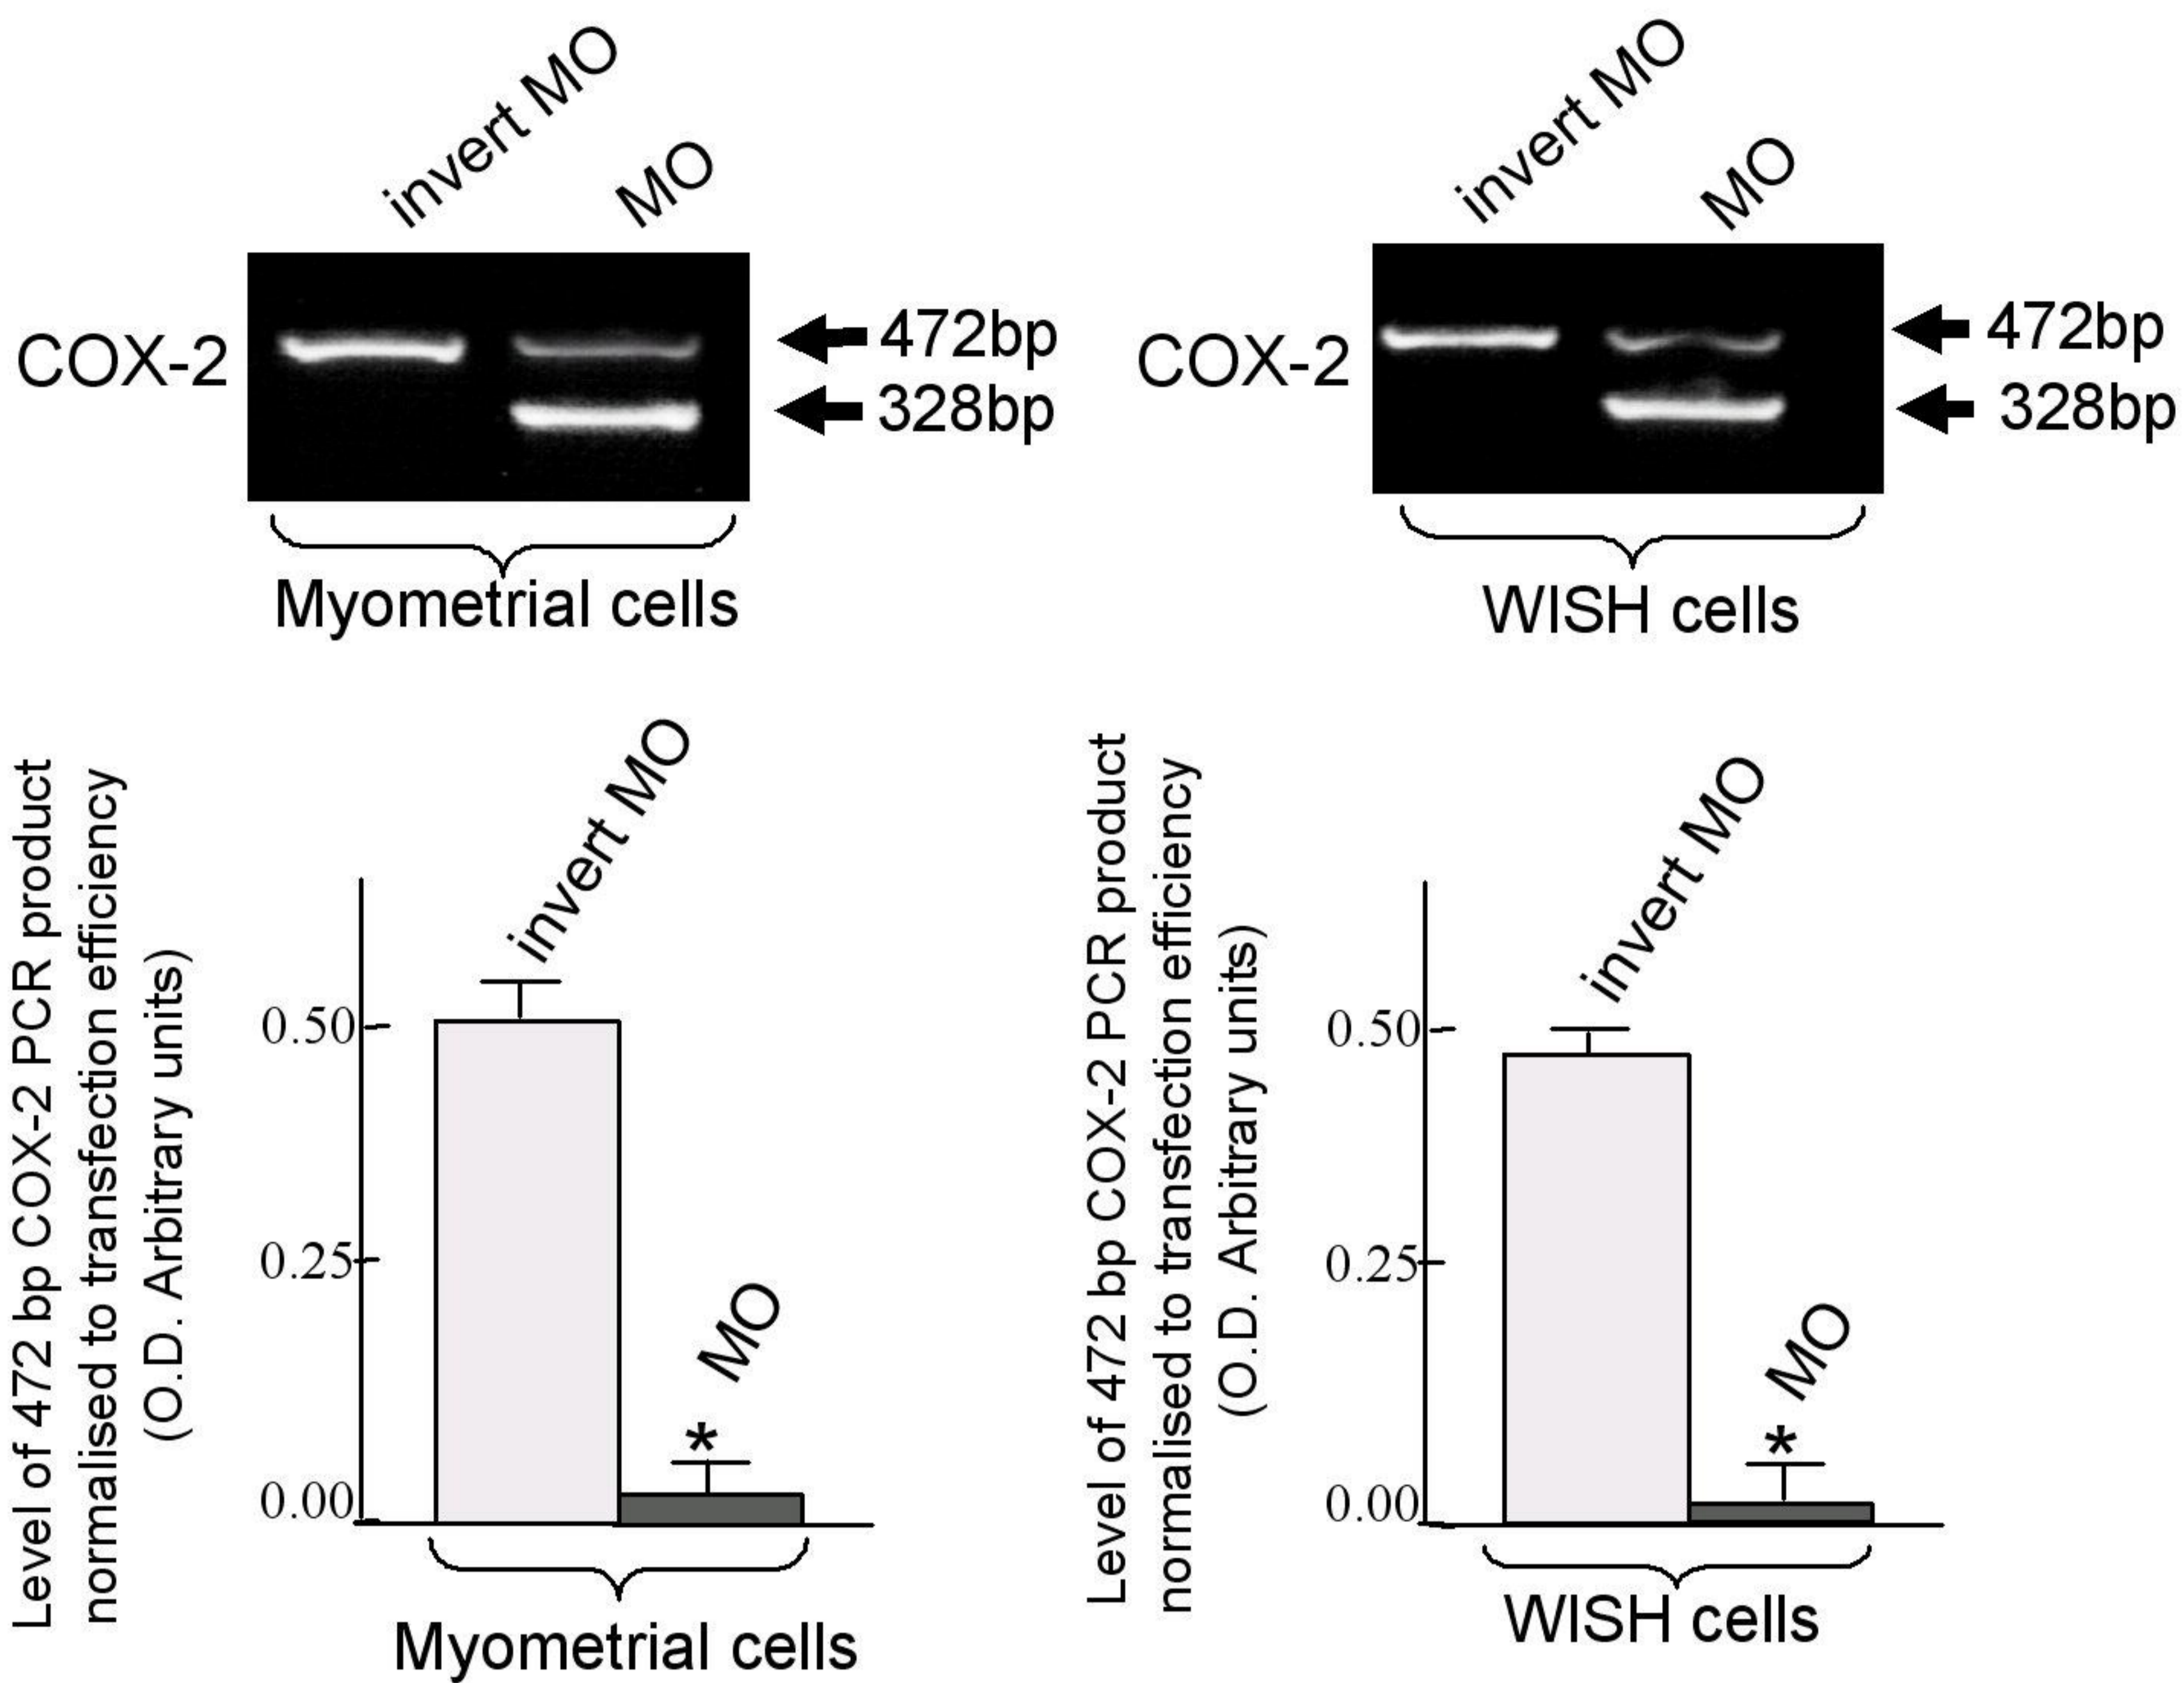 invert MO
MO
COX-2
472bp
328bp
Myometrial cells
invert MO
MO
COX-2
472bp
328bp
WISH cells
Level of 472 bp COX-2 PCR product
normalised to transfection efficiency
(O.D. Arbitrary units)
0.50
0.25
0.00
invert MO
MO
*
Myometrial cells
Level of 472 bp COX-2 PCR product
normalised to transfection efficiency
(O.D. Arbitrary units)
0.50
0.25
0.00
invert MO
MO
*
WISH cells